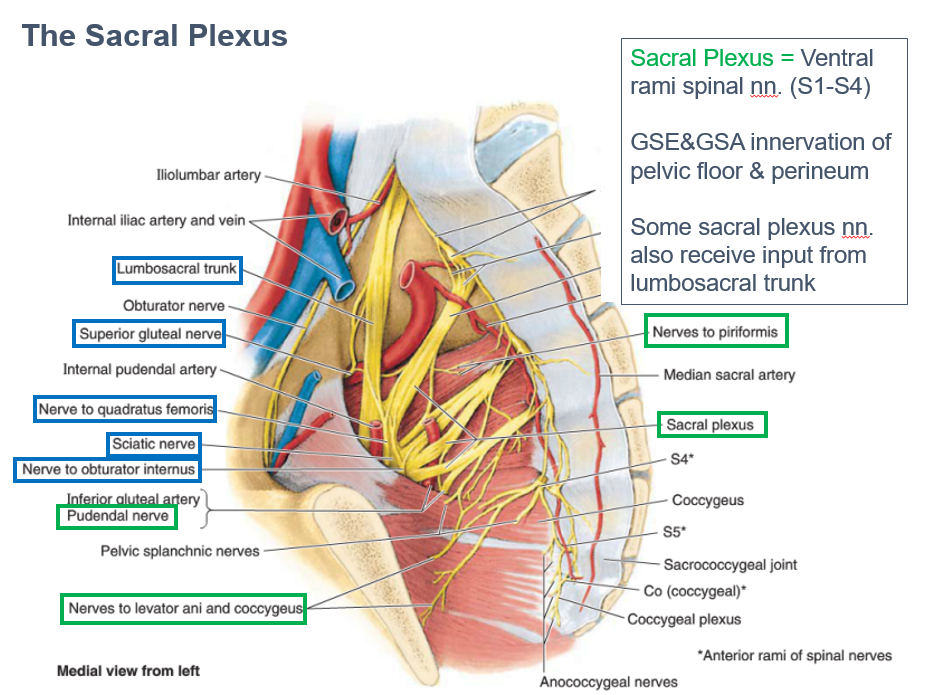 The Sacral Plexus
Sacral Plexus = Ventral
rami spinal nn. (S1-S4)
GSE&GSA innervation of
pelvic floor & perineum
Some sacral plexus nn.
also receive input from
lumbosacral trunk
Iliolumbar artery
Internal iliac artery and vein
Lumbosacral trunk
Obturator nerve
Superior gluteal nerve
Internal pudendal artery
Nerve to quadratus femoris
Sciatic nerve
Nerve to obturator internus
Inferior gluteal artery
Pudendal nerve
Pelvic splanchnic nerves
Nerves to levator ani and coccygeus
Medial view from left
Nerves to piriformis
Median sacral artery
Sacral plexus
S4*
Coccygeus
S5*
Sacrococcygeal joint
Co (coccygeal)*
Coccygeal plexus
*Anterior rami of spinal nerves
Anococcygeal nerves